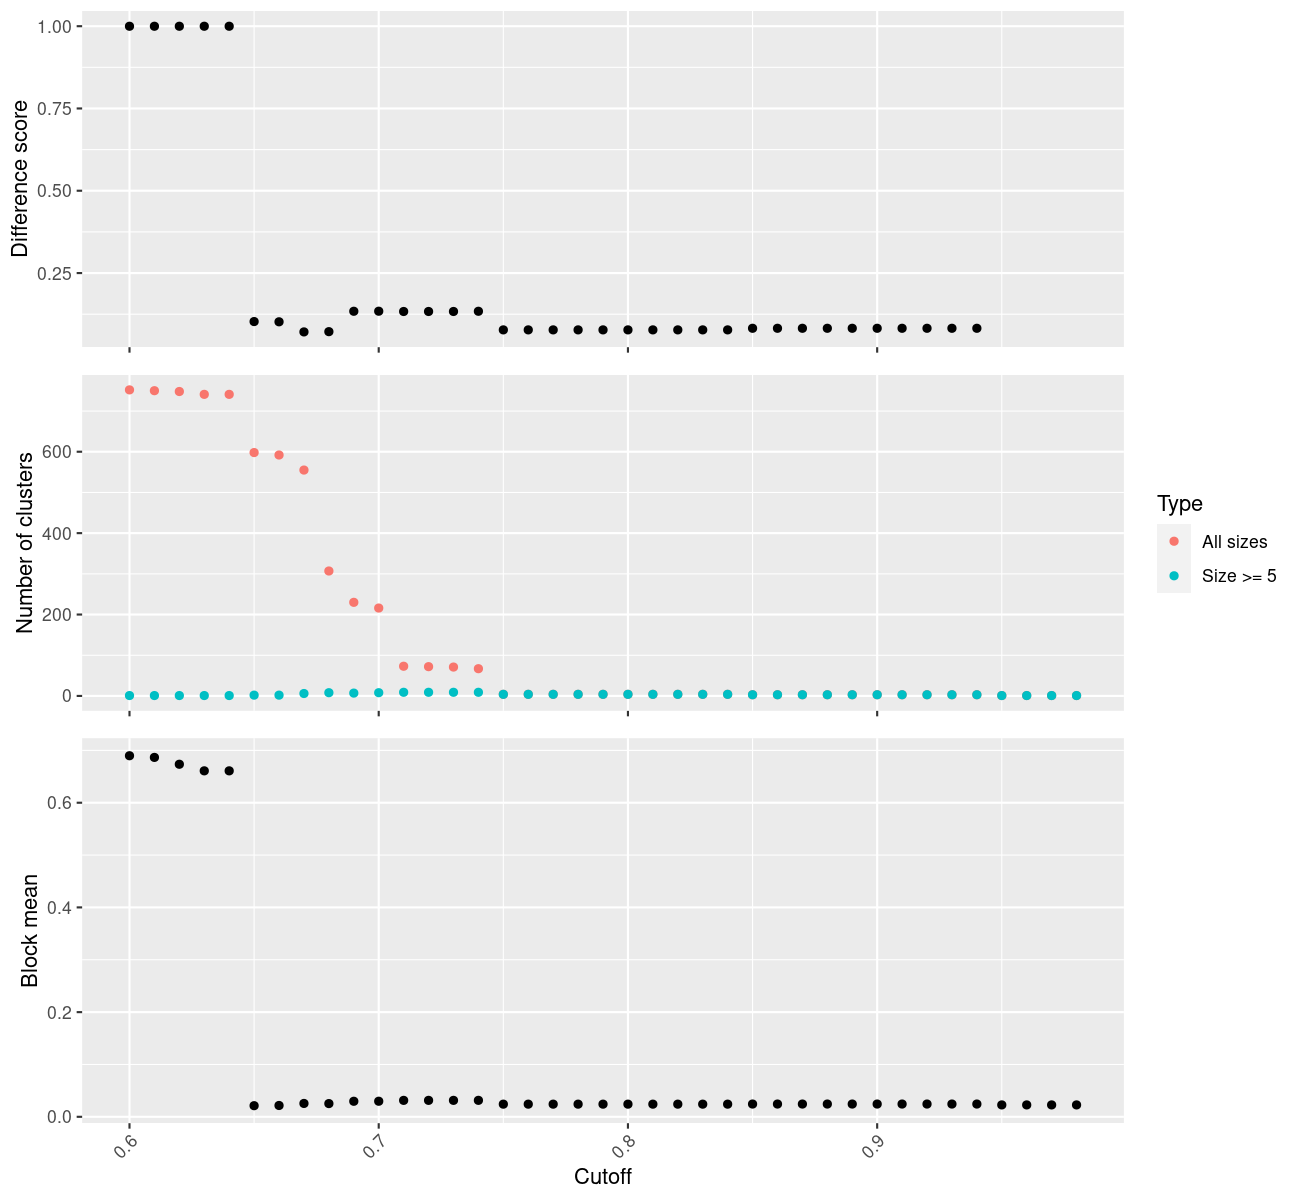 Difference score
1.00
0.75
0.50
0.25
Number of clusters
600
400
200
0
Type
All sizes
Size >= 5
Block mean
0.6
0.4
0.2
0.0
0.6 0.7 0.8 0.9
Cutoff